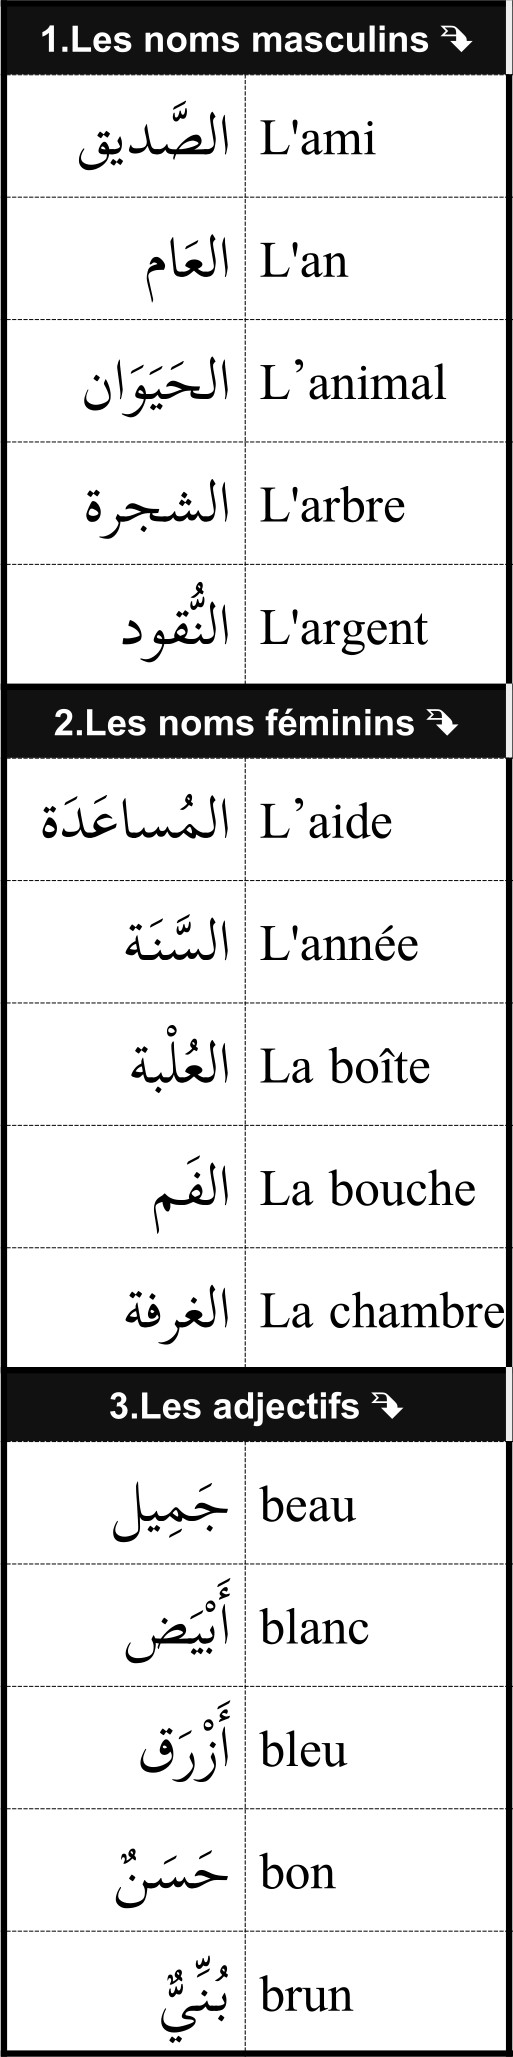 1.Les noms masculins
الصَّديق L'ami
العَام L'an
الحَيَوَان L’animal
الشجرة L'arbre
النُّقود L'argent
2.Les noms féminins
المُساعَدَة L’aide
السَّنَة L'année
العُلْبة La boîte
الفَم La bouche
الغرفة La chambre
3.Les adjectifs
جَمِيل beau
أَبْيَض blanc
أَزْرَق bleu
حَسَنٌ bon
بُنِّيٌّ brun